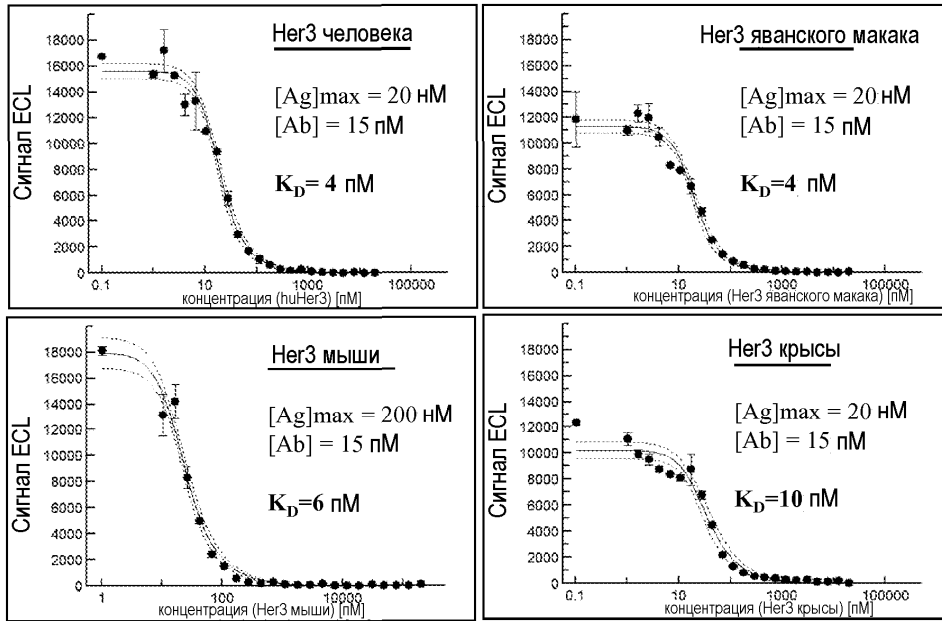 Her3 человека
[Ag]max = 20 нМ
[Ab] = 15 пМ
K_D= 4 пМ
Сигнал ECL
18000
16000
14000
12000
10000
8000
6000
4000
2000
0
0.1
10
1000
100000
концентрация (huHer3) [пМ]
Her3 яванского макака
[Ag]max = 20 нМ
[Ab] = 15 пМ
K_D=4 пМ
Сигнал ECL
18000
16000
14000
12000
10000
8000
6000
4000
2000
0
0.1
10
1000
100000
концентрация (Her3 яванского макака) [пМ]
Her3 мыши
[Ag]max = 200 нМ
[Ab] = 15 пМ
K_D=6 пМ
Сигнал ECL
18000
16000
14000
12000
10000
8000
6000
4000
2000
0
1
100
10000
концентрация (Her3 мыши) [пМ]
Her3 крысы
[Ag]max = 20 нМ
[Ab] = 15 пМ
K_D=10 пМ
Сигнал ECL
18000
16000
14000
12000
10000
8000
6000
4000
2000
0
0.1
10
1000
100000
концентрация (Her3 крысы) [пМ]